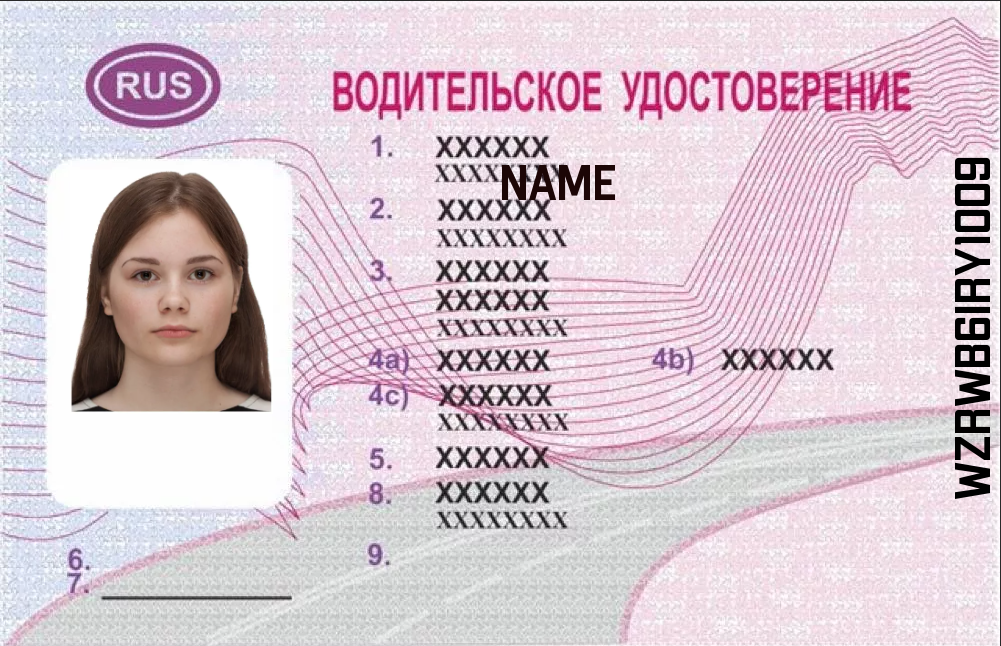 RUS
ВОДИТЕЛЬСКОЕ УДОСТОВЕРЕНИЕ
1. XXXXXX
XXXXXXXX
NAME
2. XXXXXX
XXXXXXXX
3. XXXXXX
XXXXXX
XXXXXXXX
4a) XXXXXX 4b) XXXXXX
4c) XXXXXX
XXXXXXXX
5. XXXXXX
8. XXXXXX
XXXXXXXX
6.
7.
9.
WZRWB6IRY1009